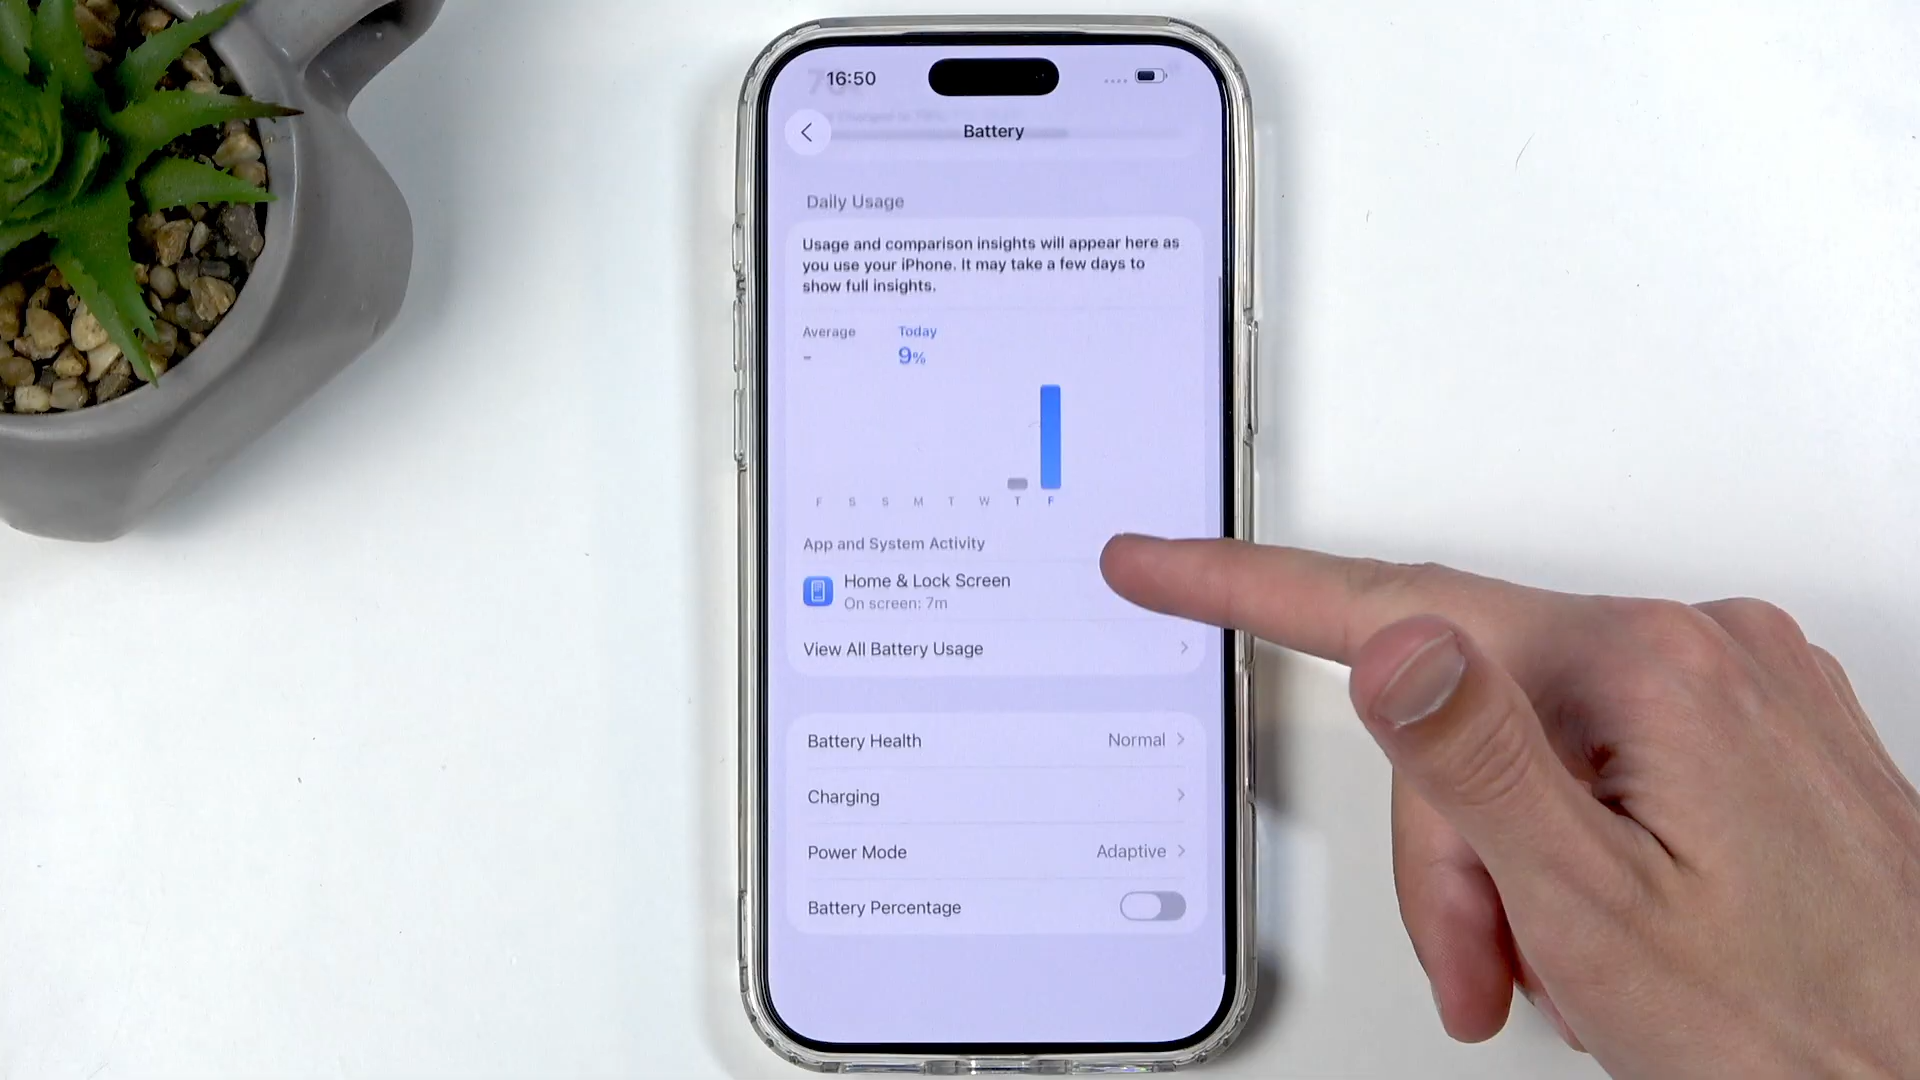 16:50
Battery
Daily Usage
Usage and comparison insights will appear here as
you use your iPhone. It may take a few days to
show full insights.
Average Today
- 9%
F S S M T W T F
App and System Activity
Home & Lock Screen
On screen: 7m
View All Battery Usage
Battery Health Normal
Charging
Power Mode Adaptive
Battery Percentage